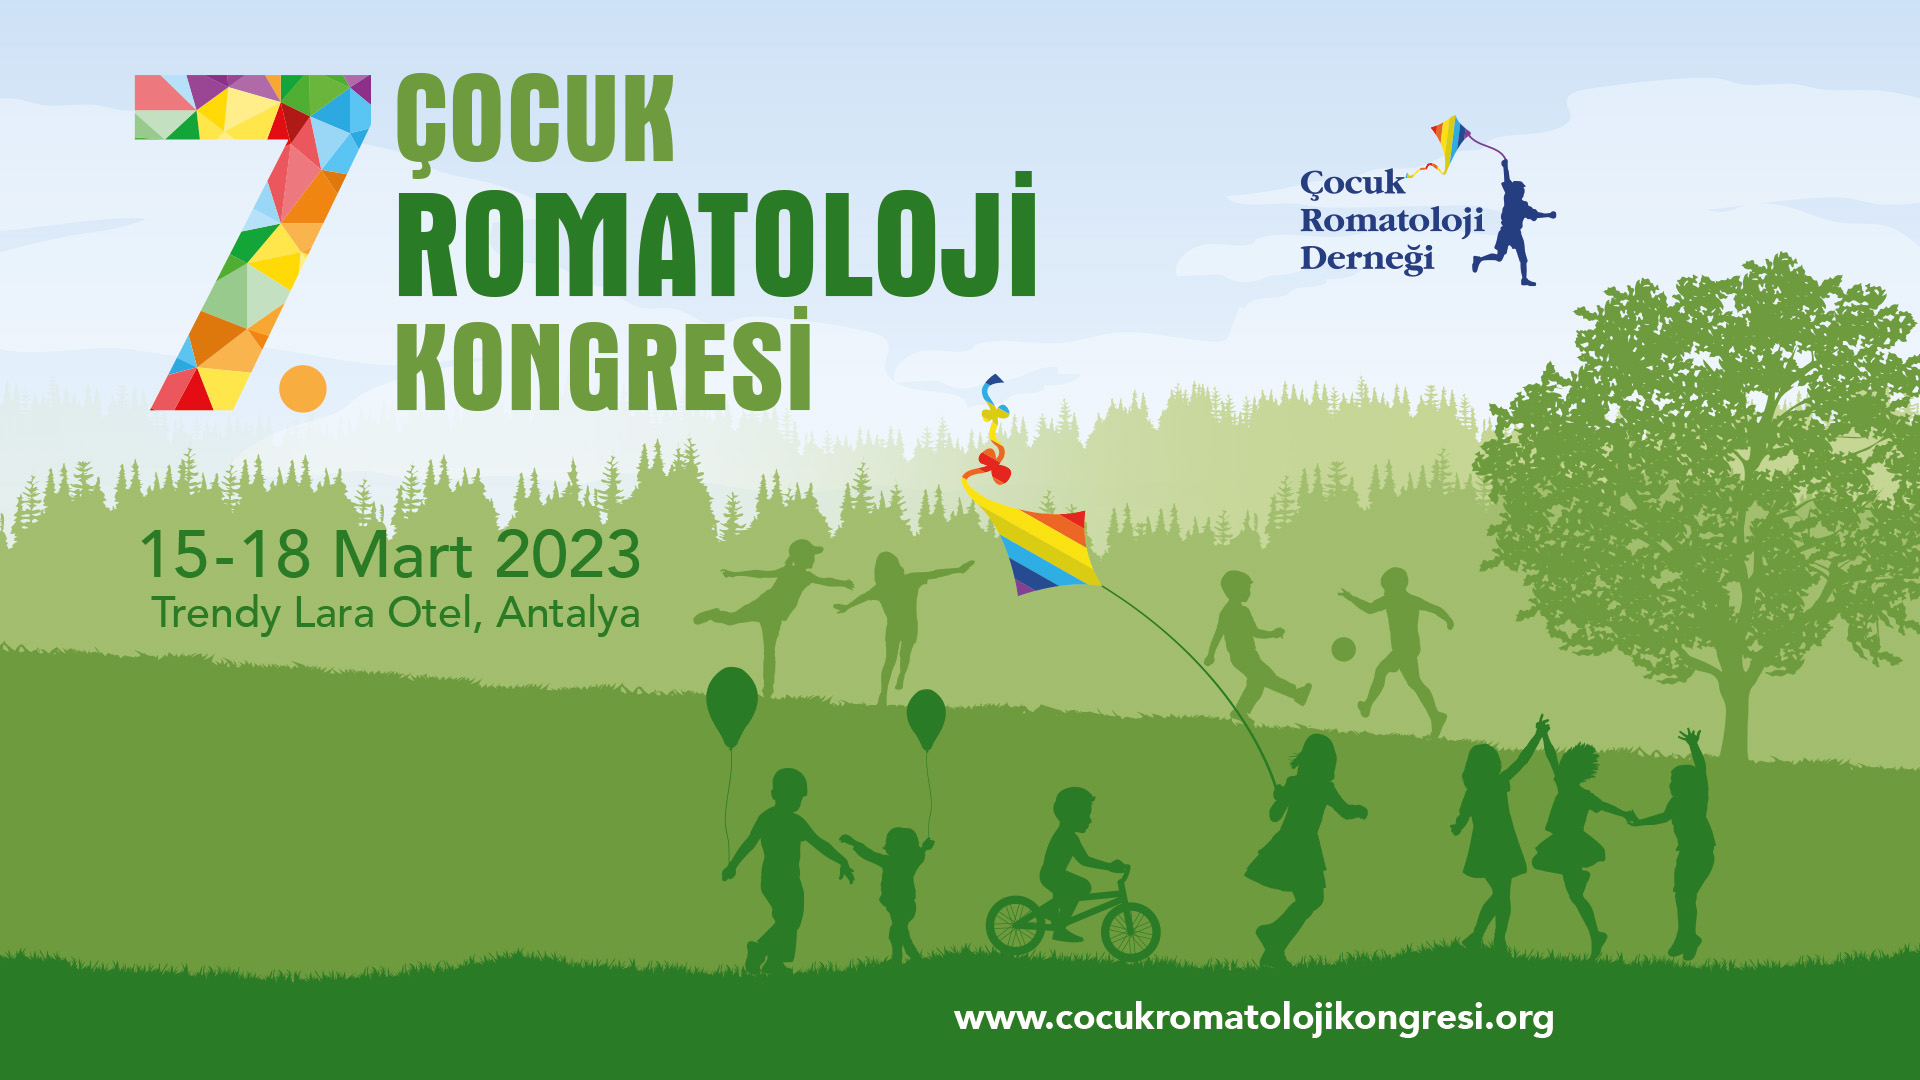 7. ÇOCUK
ROMATOLOJİ
KONGRESİ
Çocuk
Romatoloji
Derneği
15-18 Mart 2023
Trendy Lara Otel, Antalya
www.cocukromatolojikongresi.org